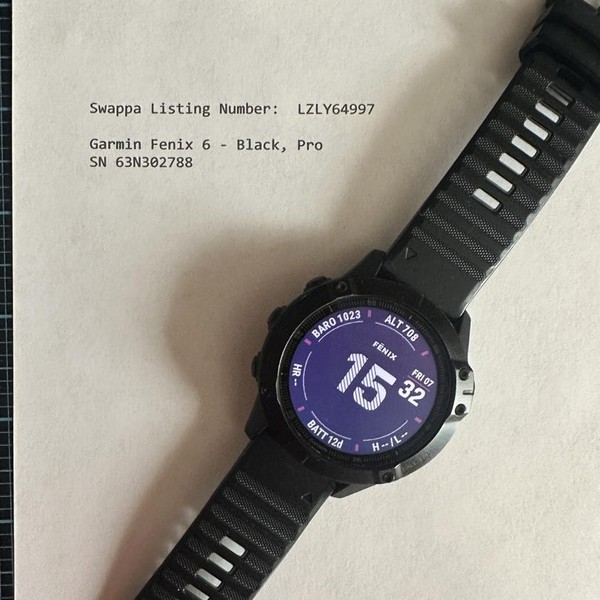 Swappa Listing Number: LZLY64997
Garmin Fenix 6 - Black, Pro
SN 63N302788
BARO 1023
ALT 708
FĒNIX
FRI 07
15 32
HR --
BATT 12d
H -- / L --